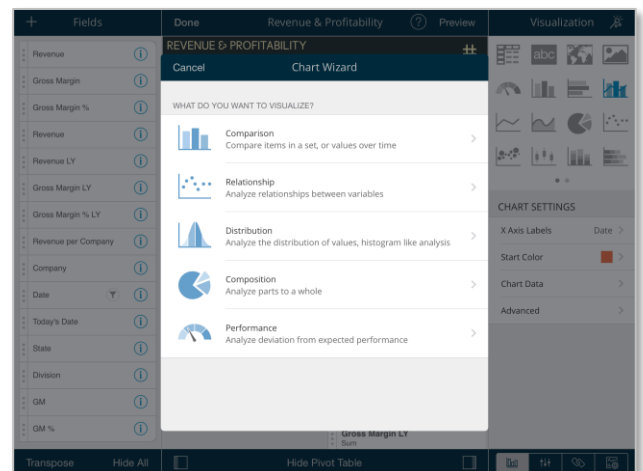 + Fields
Done Revenue & Profitability ? Preview
Visualization
Revenue
Gross Margin
Gross Margin %
Revenue
Revenue LY
Gross Margin LY
Gross Margin % LY
Revenue per Company
Company
Date
Today's Date
State
Division
GM
GM %
Transpose Hide All
REVENUE & PROFITABILITY
Cancel Chart Wizard
WHAT DO YOU WANT TO VISUALIZE?
Comparison
Compare items in a set, or values over time
Relationship
Analyze relationships between variables
Distribution
Analyze the distribution of values, histogram like analysis
Composition
Analyze parts to a whole
Performance
Analyze deviation from expected performance
Gross Margin LY
Sum
Hide Pivot Table
abc
CHART SETTINGS
X Axis Labels Date
Start Color
Chart Data
Advanced